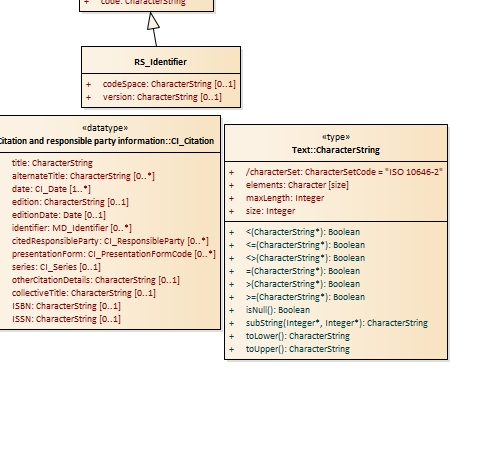 + code: CharacterString
RS_Identifier
+ codeSpace: CharacterString [0..1]
+ version: CharacterString [0..1]
«datatype»
Citation and responsible party information::CI_Citation
title: CharacterString
alternateTitle: CharacterString [0..*]
date: CI_Date [1..*]
edition: CharacterString [0..1]
editionDate: Date [0..1]
identifier: MD_Identifier [0..*]
citedResponsibleParty: CI_ResponsibleParty [0..*]
presentationForm: CI_PresentationFormCode [0..*]
series: CI_Series [0..1]
otherCitationDetails: CharacterString [0..1]
collectiveTitle: CharacterString [0..1]
ISBN: CharacterString [0..1]
ISSN: CharacterString [0..1]
«type»
Text::CharacterString
+ /characterSet: CharacterSetCode = "ISO 10646-2"
+ elements: Character [size]
+ maxLength: Integer
+ size: Integer
+ <(CharacterString*): Boolean
+ <=(CharacterString*): Boolean
+ <>(CharacterString*): Boolean
+ =(CharacterString*): Boolean
+ >(CharacterString*): Boolean
+ >=(CharacterString*): Boolean
+ isNull(): Boolean
+ subString(Integer*, Integer*): CharacterString
+ toLower(): CharacterString
+ toUpper(): CharacterString